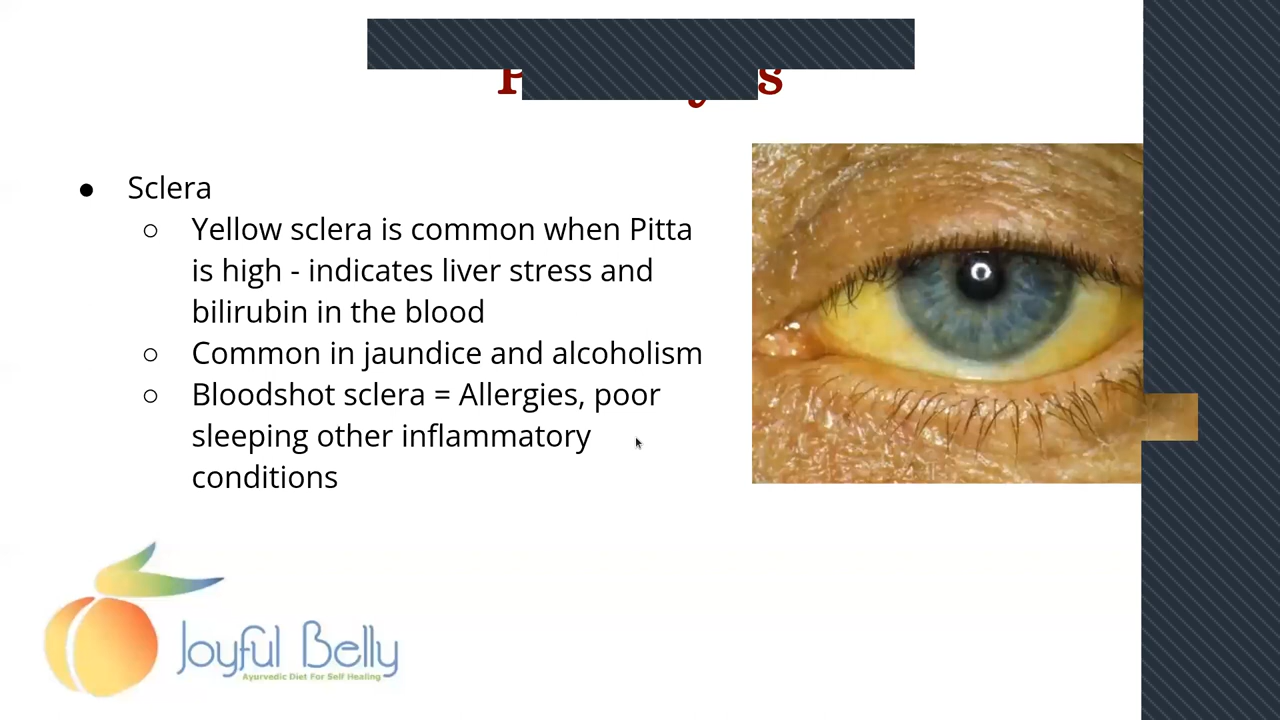 ● Sclera
○ Yellow sclera is common when Pitta
is high - indicates liver stress and
bilirubin in the blood
○ Common in jaundice and alcoholism
○ Bloodshot sclera = Allergies, poor
sleeping other inflammatory
conditions
Joyful Belly
Ayurvedic Diet For Self Healing